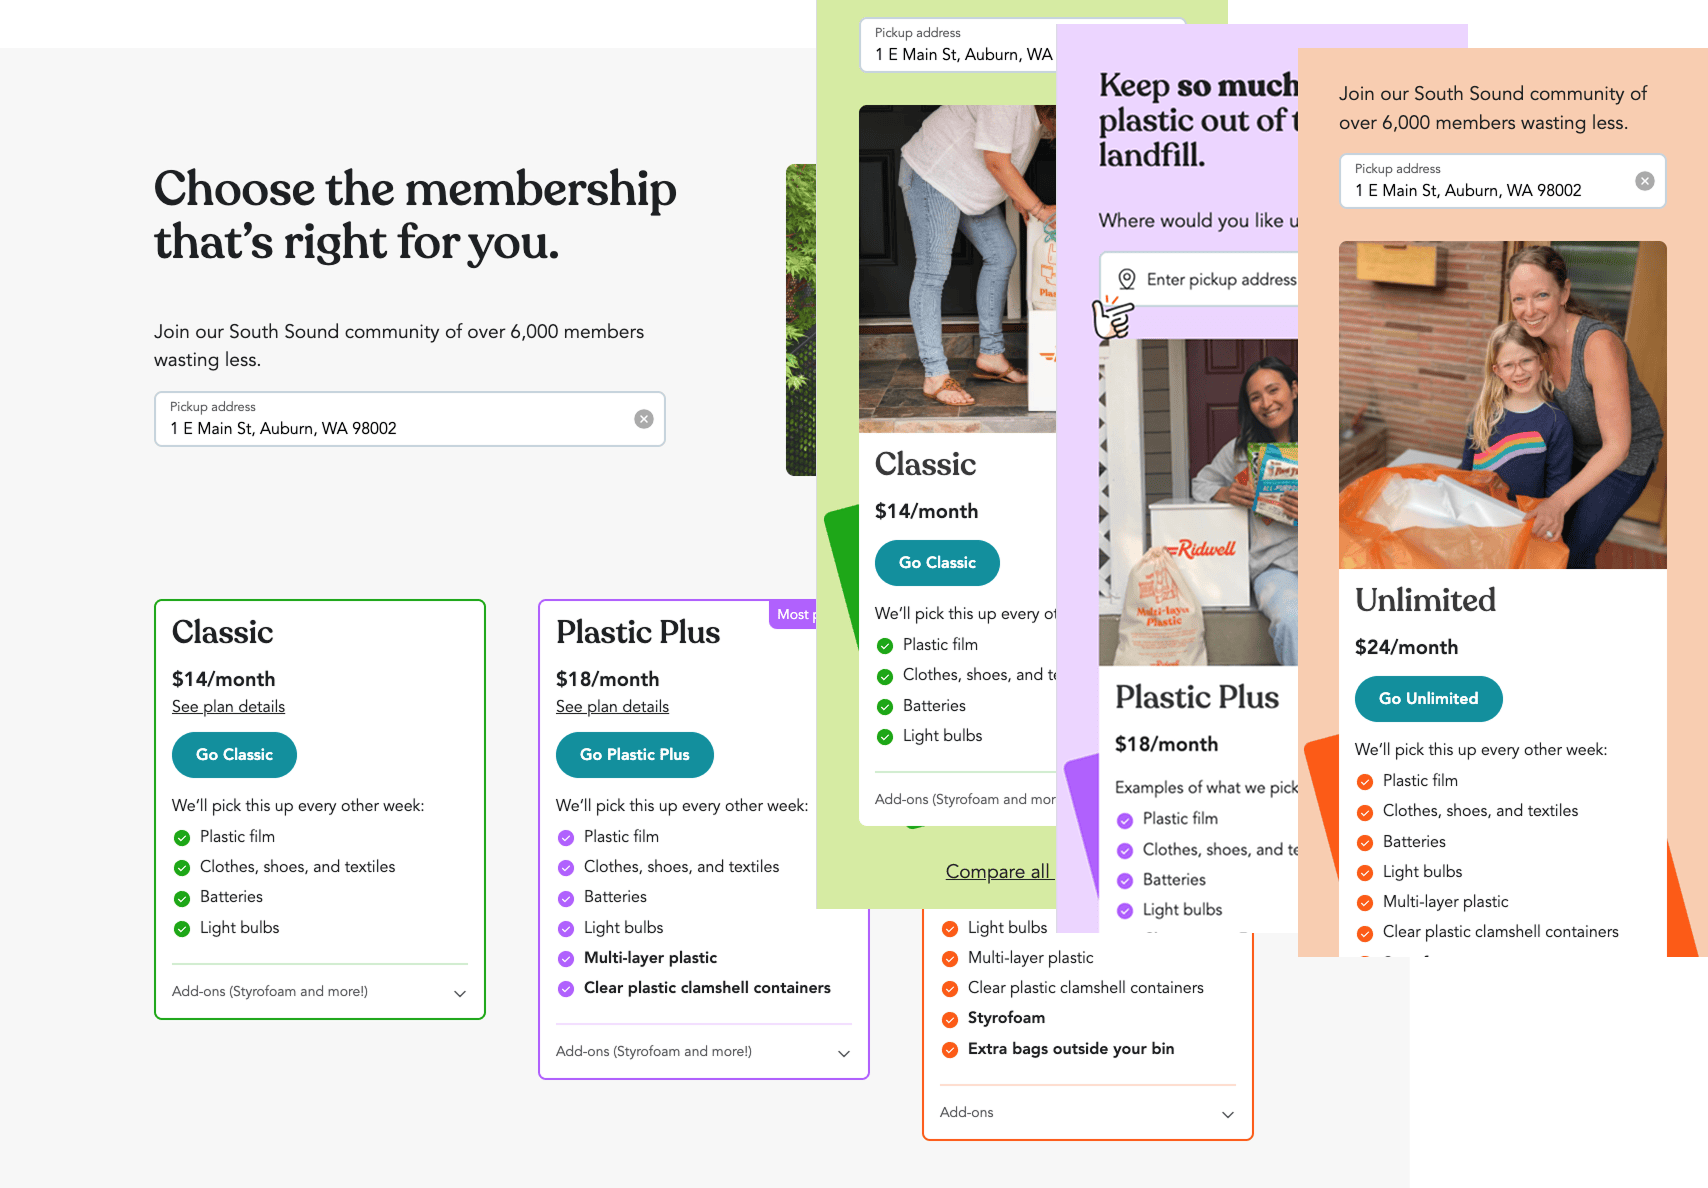 Choose the membership
that's right for you.
Join our South Sound community of over 6,000 members
wasting less.
Pickup address
1 E Main St, Auburn, WA 98002
Classic
$14/month
See plan details
Go Classic
We'll pick this up every other week:
Plastic film
Clothes, shoes, and textiles
Batteries
Light bulbs
Add-ons (Styrofoam and more!)
Most
Plastic Plus
$18/month
See plan details
Go Plastic Plus
We'll pick this up every other week:
Plastic film
Clothes, shoes, and textiles
Batteries
Light bulbs
Multi-layer plastic
Clear plastic clamshell containers
Add-ons (Styrofoam and more!)
Light bulbs
Multi-layer plastic
Clear plastic clamshell containers
Styrofoam
Extra bags outside your bin
Add-ons
Pickup address
1 E Main St, Auburn, WA
Classic
$14/month
Go Classic
We'll pick this up every
Plastic film
Clothes, shoes, and
Batteries
Light bulbs
Add-ons (Styrofoam and
Compare all
Keep so much
plastic out of
landfill.
Where would you like
Enter pickup address
Ridwell
Multi-layer
Plastic
Plastic Plus
$18/month
Examples of what we pick
Plastic film
Clothes, shoes, and
Batteries
Light bulbs
Join our South Sound community of
over 6,000 members wasting less.
Pickup address
1 E Main St, Auburn, WA 98002
Unlimited
$24/month
Go Unlimited
We'll pick this up every other week:
Plastic film
Clothes, shoes, and textiles
Batteries
Light bulbs
Multi-layer plastic
Clear plastic clamshell containers